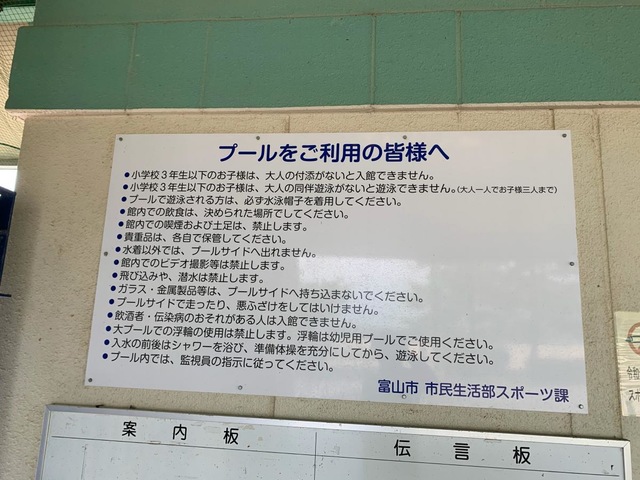 プールをご利用の皆様へ
●小学校3年生以下のお子様は、大人の付添がないと入館できません。
●小学校3年生以下のお子様は、大人の同伴遊泳がないと遊泳できません。(大人一人でお子様三人まで)
●プールで遊泳される方は、必ず水泳帽子を着用してください。
●館内での飲食は、決められた場所でしてください。
●館内での喫煙および土足は、禁止します。
●貴重品は、各自で保管してください。
●水着以外では、プールサイドへ出れません。
●館内でのビデオ撮影等は禁止します。
●飛び込みや、潜水は禁止します。
●ガラス・金属製品等は、プールサイドへ持ち込まないでください。
●プールサイドで走ったり、悪ふざけをしてはいけません。
●飲酒者・伝染病のおそれがある人は入館できません。
●大プールでの浮輪の使用は禁止します。浮輪は幼児用プールでご使用ください。
●入水の前後はシャワーを浴び、準備体操を充分にしてから、遊泳してください。
●プール内では、監視員の指示に従ってください。
富山市 市民生活部スポーツ課
案内板
伝言板